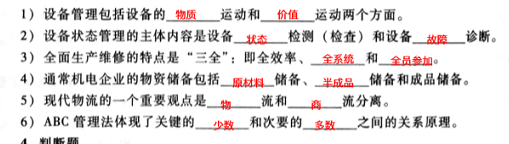 1）设备管理包括设备的 物质 运动和 价值 运动两个方面。
2）设备状态管理的主体内容是设备 状态 检测（检查）和设备 故障 诊断。
3）全面生产维修的特点是“三全”：即全效率、 全系统 和 全员参加。
4）通常机电企业的物资储备包括 原材料 储备、 半成品 储备和成品储备。
5）现代物流的一个重要观点是 物 流和 商 流分离。
6）ABC 管理法体现了关键的 少数 和次要的 多数 之间的关系原理。
4. 判断题